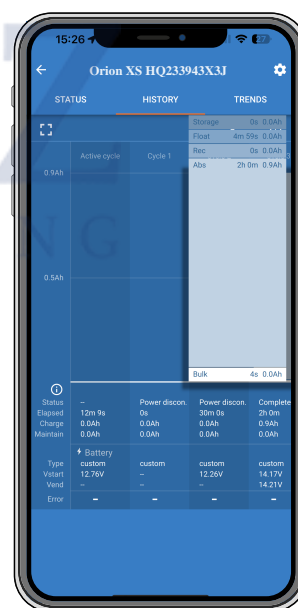 15:26 27
Orion XS HQ233943X3J
STATUS HISTORY TRENDS
Storage 0s 0.0Ah
Float 4m 59s 0.0Ah
Rec 0s 0.0Ah
Abs 2h 0m 0.9Ah
Bulk 4s 0.0Ah
Active cycle Cycle 1
0.9Ah
0.5Ah
N G
Status – Power discon. Power discon. Complete
Elapsed 12m 9s 0s 30m 0s 2h 0m
Charge 0.0Ah 0.0Ah 0.0Ah 0.9Ah
Maintain 0.0Ah 0.0Ah 0.0Ah 0.0Ah
Battery
Type custom custom custom custom
Vstart 12.76V – 12.26V 14.17V
Vend – – – 14.21V
Error – – – –